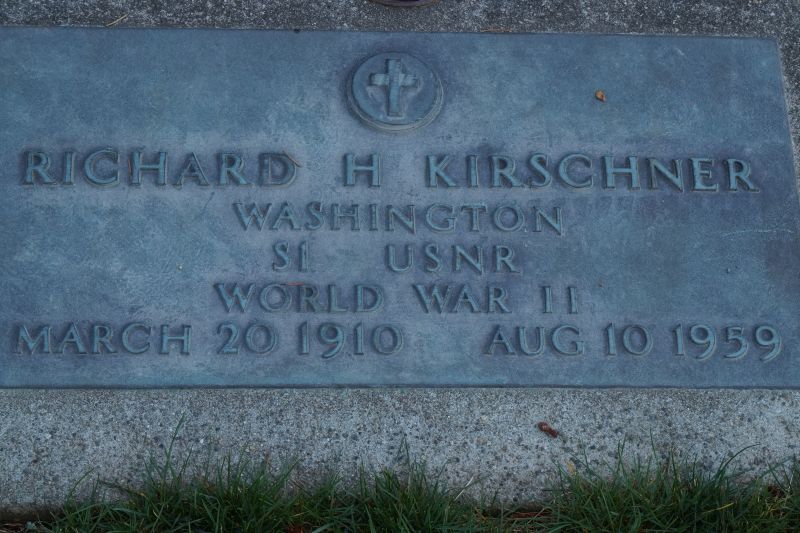 RICHARD H KIRSCHNER
WASHINGTON
S1 USNR
WORLD WAR II
MARCH 20 1910 AUG 10 1959